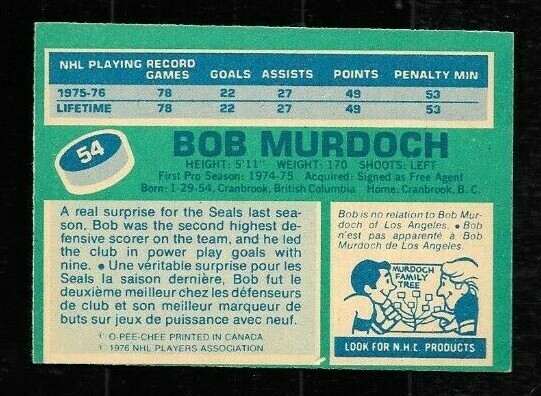 NHL PLAYING RECORD
GAMES GOALS ASSISTS POINTS PENALTY MIN
1975-76 78 22 27 49 53
LIFETIME 78 22 27 49 53
54
BOB MURDOCH
HEIGHT: 5'11" WEIGHT: 170 SHOOTS: LEFT
First Pro Season: 1974-75 Acquired: Signed as Free Agent
Born: 1-29-54, Cranbrook, British Columbia Home: Cranbrook, B. C.
A real surprise for the Seals last sea-
son, Bob was the second highest de-
fensive scorer on the team, and he led
the club in power play goals with
nine. • Une véritable surprise pour les
Seals la saison dernière, Bob fut le
deuxième meilleur chez les défenseurs
de club et son meilleur marqueur de
buts sur jeux de puissance avec neuf.
O-PEE-CHEE PRINTED IN CANADA
1976 NHL PLAYERS ASSOCIATION
Bob is no relation to Bob Mur-
doch of Los Angeles. • Bob
n'est pas apparenté à Bob
Murdoch de Los Angeles.
MURDOCH
FAMILY
TREE
LOOK FOR N.H.C. PRODUCTS